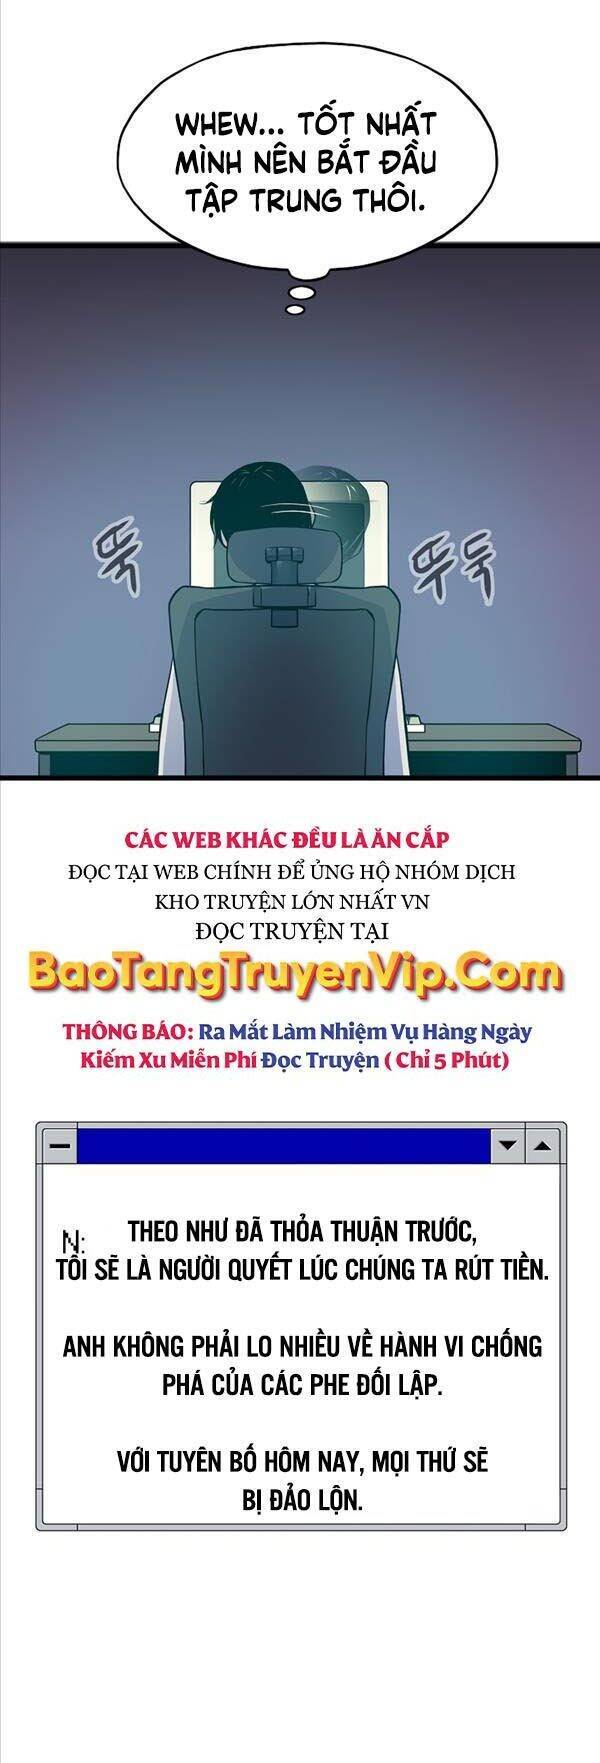 WHEW... TỐT NHẤT
MÌNH NÊN BẮT ĐẦU
TẬP TRUNG THÔI.
뚝
뚜둑
CÁC WEB KHÁC ĐỀU LÀ ĂN CẮP
ĐỌC TẠI WEB CHÍNH ĐỂ ỦNG HỘ NHÓM DỊCH
KHO TRUYỆN LỚN NHẤT VN
ĐỌC TRUYỆN TẠI
BaoTangTruyenVip.Com
THÔNG BÁO: Ra Mắt Làm Nhiệm Vụ Hàng Ngày
Kiếm Xu Miễn Phí Đọc Truyện ( Chỉ 5 Phút)
N: THEO NHƯ ĐÃ THỎA THUẬN TRƯỚC,
TÔI SẼ LÀ NGƯỜI QUYẾT LÚC CHÚNG TA RÚT TIỀN.
ANH KHÔNG PHẢI LO NHIỀU VỀ HÀNH VI CHỐNG
PHÁ CỦA CÁC PHE ĐỐI LẬP.
VỚI TUYÊN BỐ HÔM NAY, MỌI THỨ SẼ
BỊ ĐẢO LỘN.